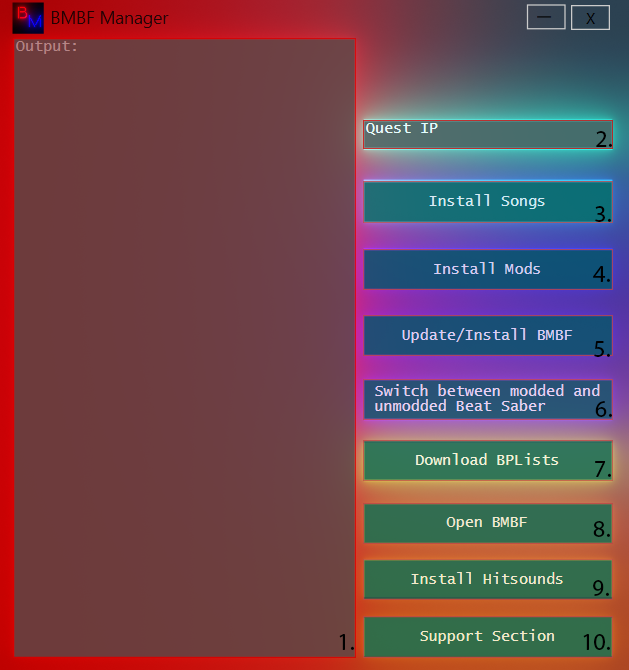 BM BMBF Manager — X
Output:
Quest IP
2.
Install Songs
3.
Install Mods
4.
Update/Install BMBF
5.
Switch between modded and
unmodded Beat Saber
6.
Download BPLists
7.
Open BMBF
8.
Install Hitsounds
9.
1.
Support Section
10.